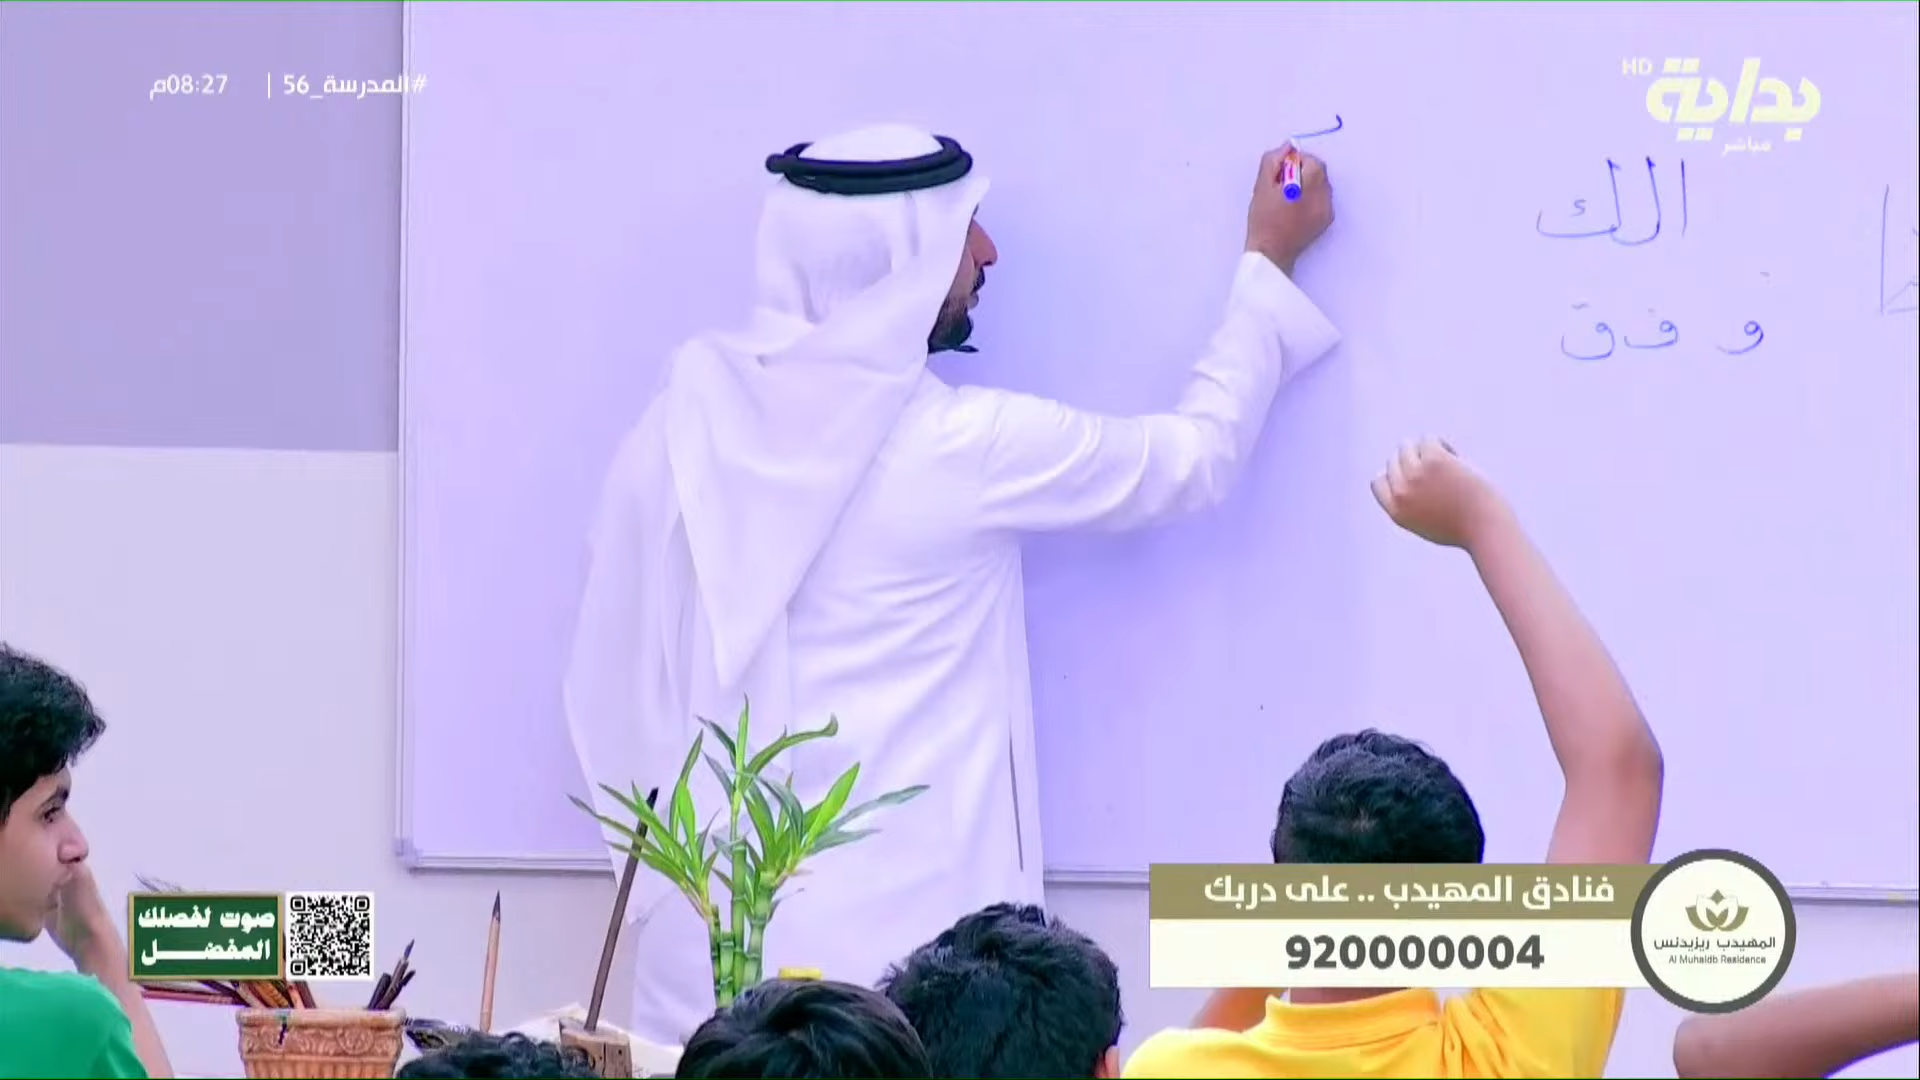 #المدرسة_56 | 08:27م
HD
بداية
مباشر
ال ك
و ف ق
صوت لفصلك
المفضل
فنادق المهيدب .. على دربك
920000004
المهيدب ريزيدنس
Al Muhaidb Residence